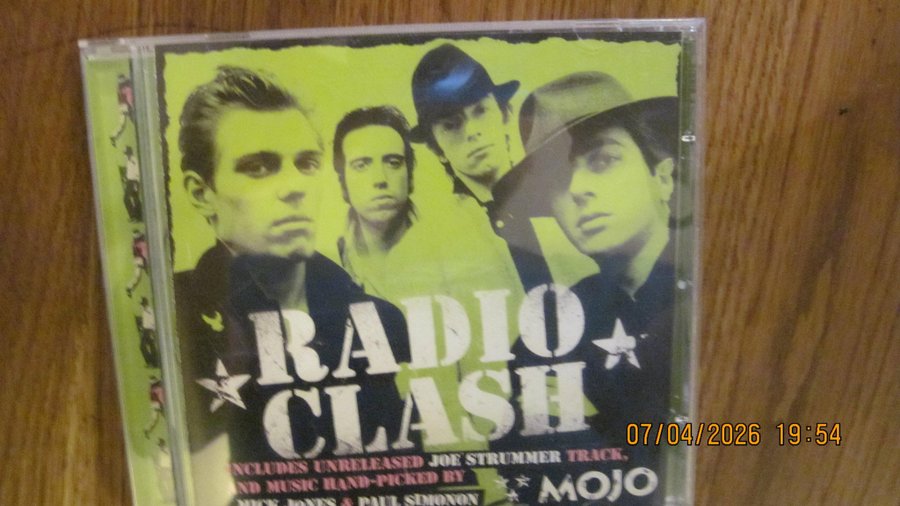 RADIO
CLASH
INCLUDES UNRELEASED JOE STRUMMER TRACK,
AND MUSIC HAND-PICKED BY
MICK JONES & PAUL SIMONON
MOJO
07/04/2026 19:54